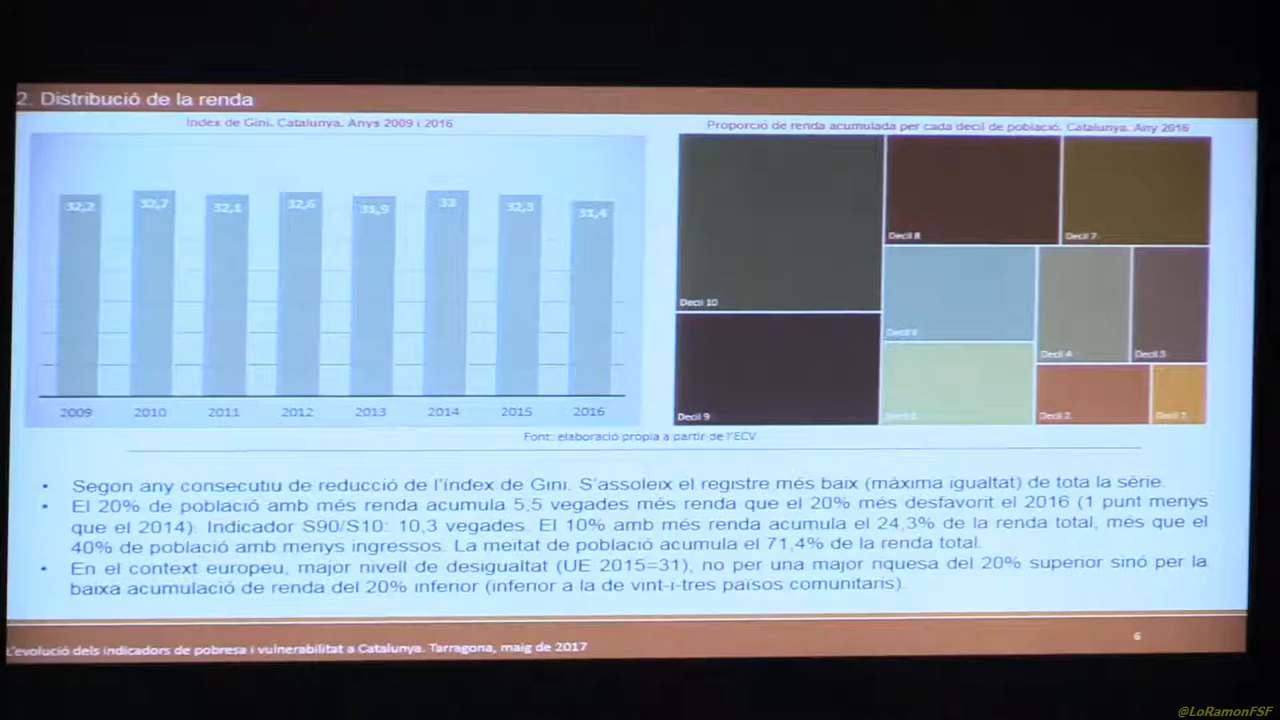 2. Distribució de la renda
Índex de Gini. Catalunya. Anys 2009 i 2016
Proporció de renda acumulada per cada decil de població. Catalunya. Any 2016
32,2
32,7
32,1
32,6
31,9
33
32,3
31,4
2009
2010
2011
2012
2013
2014
2015
2016
Decil 8
Decil 7
Decil 10
Decil 6
Decil 4
Decil 3
Decil 9
Decil 2
Decil 1
Font: elaboració pròpia a partir de l'ECV
• Segon any consecutiu de reducció de l'índex de Gini. S'assoleix el registre més baix (màxima igualtat) de tota la sèrie.
• El 20% de població amb més renda acumula 5,5 vegades més renda que el 20% més desfavorit el 2016 (1 punt menys
que el 2014). Indicador S90/S10: 10,3 vegades. El 10% amb més renda acumula el 24,3% de la renda total, més que el
40% de població amb menys ingressos. La meitat de població acumula el 71,4% de la renda total.
• En el context europeu, major nivell de desigualtat (UE 2015=31), no per una major riquesa del 20% superior sinó per la
baixa acumulació de renda del 20% inferior (inferior a la de vint-i-tres països comunitaris).
L'evolució dels indicadors de pobresa i vulnerabilitat a Catalunya. Tarragona, maig de 2017
6
@LoRamonFSF